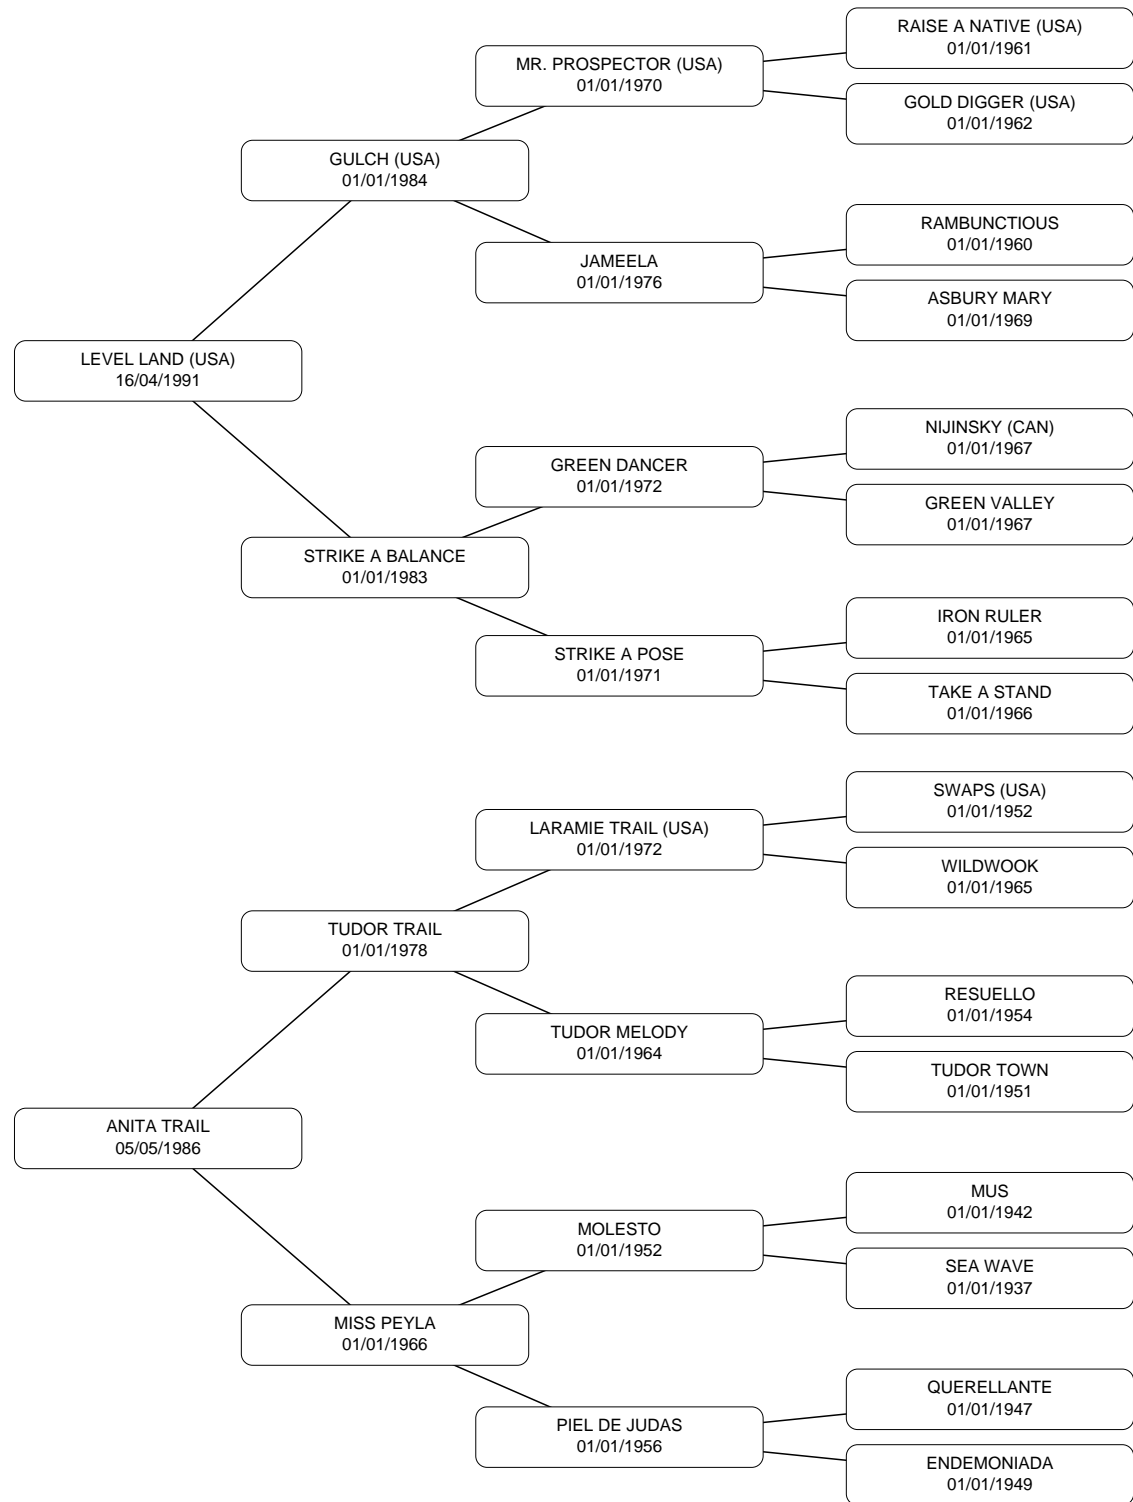 RAISE A NATIVE (USA)
01/01/1961
MR. PROSPECTOR (USA)
01/01/1970
GOLD DIGGER (USA)
01/01/1962
GULCH (USA)
01/01/1984
RAMBUNCTIOUS
01/01/1960
JAMEELA
01/01/1976
ASBURY MARY
01/01/1969
LEVEL LAND (USA)
16/04/1991
NIJINSKY (CAN)
01/01/1967
GREEN DANCER
01/01/1972
GREEN VALLEY
01/01/1967
STRIKE A BALANCE
01/01/1983
IRON RULER
01/01/1965
STRIKE A POSE
01/01/1971
TAKE A STAND
01/01/1966
SWAPS (USA)
01/01/1952
LARAMIE TRAIL (USA)
01/01/1972
WILDWOOK
01/01/1965
TUDOR TRAIL
01/01/1978
RESUELLO
01/01/1954
TUDOR MELODY
01/01/1964
TUDOR TOWN
01/01/1951
ANITA TRAIL
05/05/1986
MUS
01/01/1942
MOLESTO
01/01/1952
SEA WAVE
01/01/1937
MISS PEYLA
01/01/1966
QUERELLANTE
01/01/1947
PIEL DE JUDAS
01/01/1956
ENDEMONIADA
01/01/1949